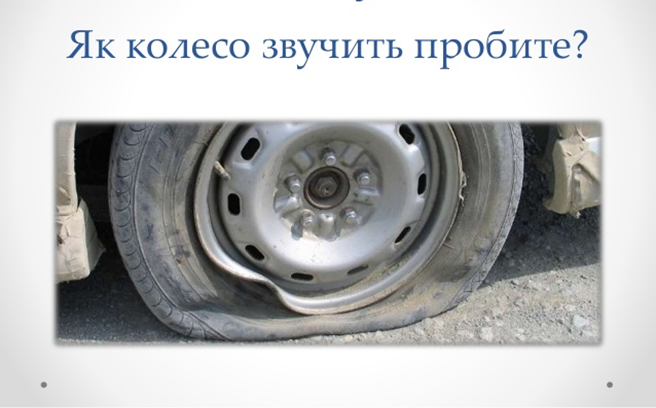 Як колесо звучить пробите?